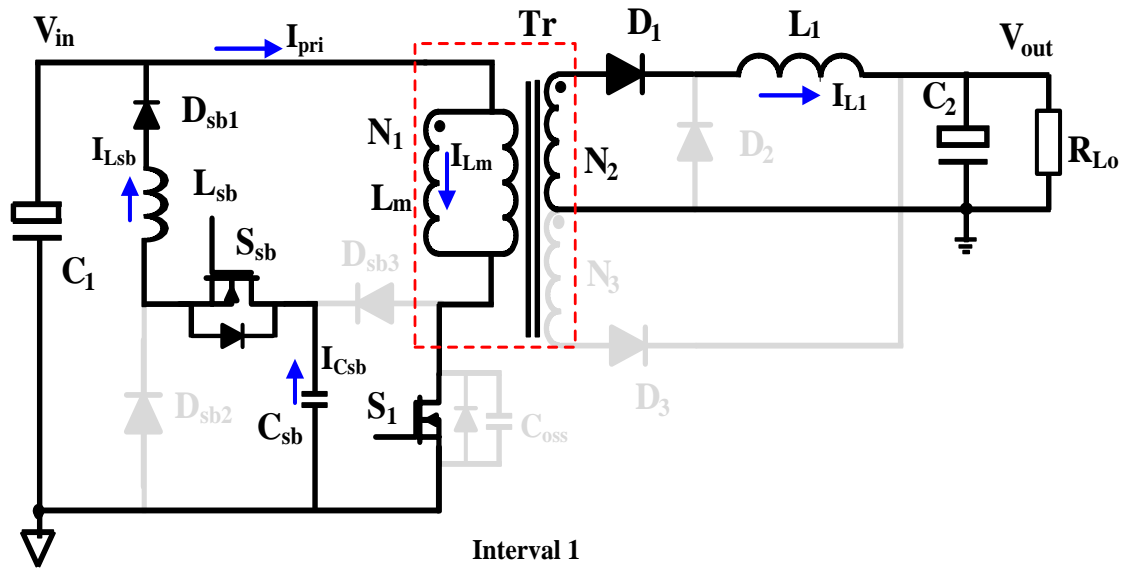 Tr
D1
L1
Vin
Ipri
Vout
IL1
C2
Dsb1
N1
ILm
D2
ILsb
N2
RLo
Lsb
Lm
Ssb
Dsb3
C1
N3
ICsb
Dsb2
S1
D3
Csb
Coss
Interval 1